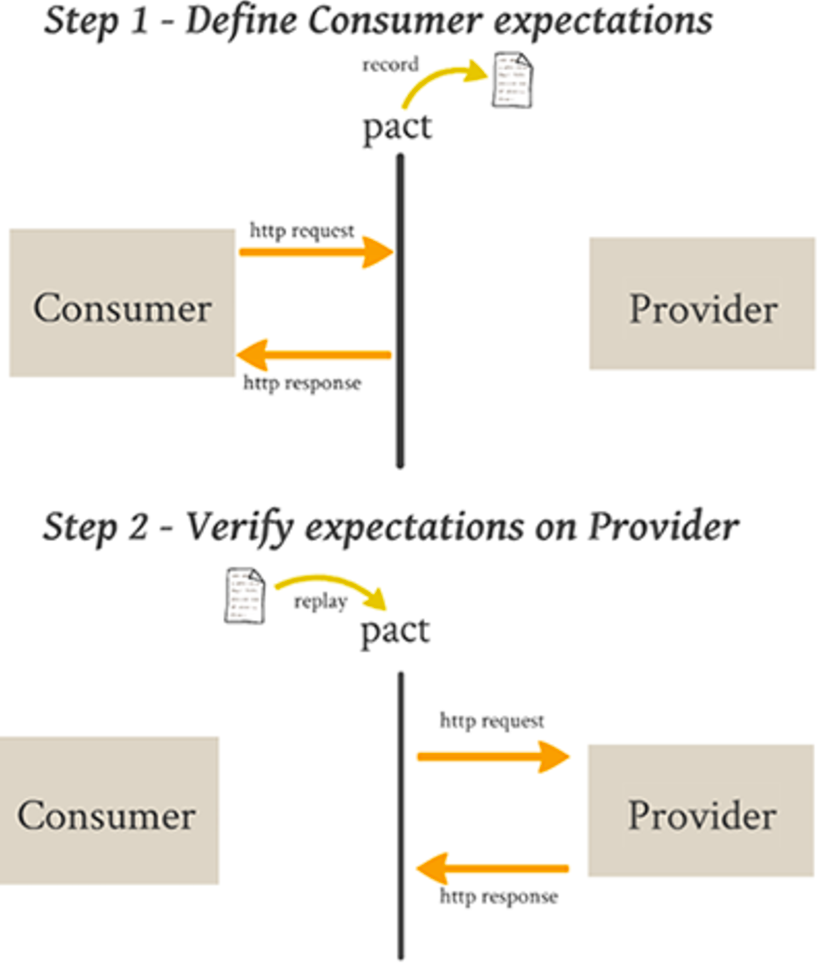 Step 1 - Define Consumer expectations
record
pact
http request
Consumer
Provider
http response
Step 2 - Verify expectations on Provider
replay
pact
http request
Consumer
Provider
http response